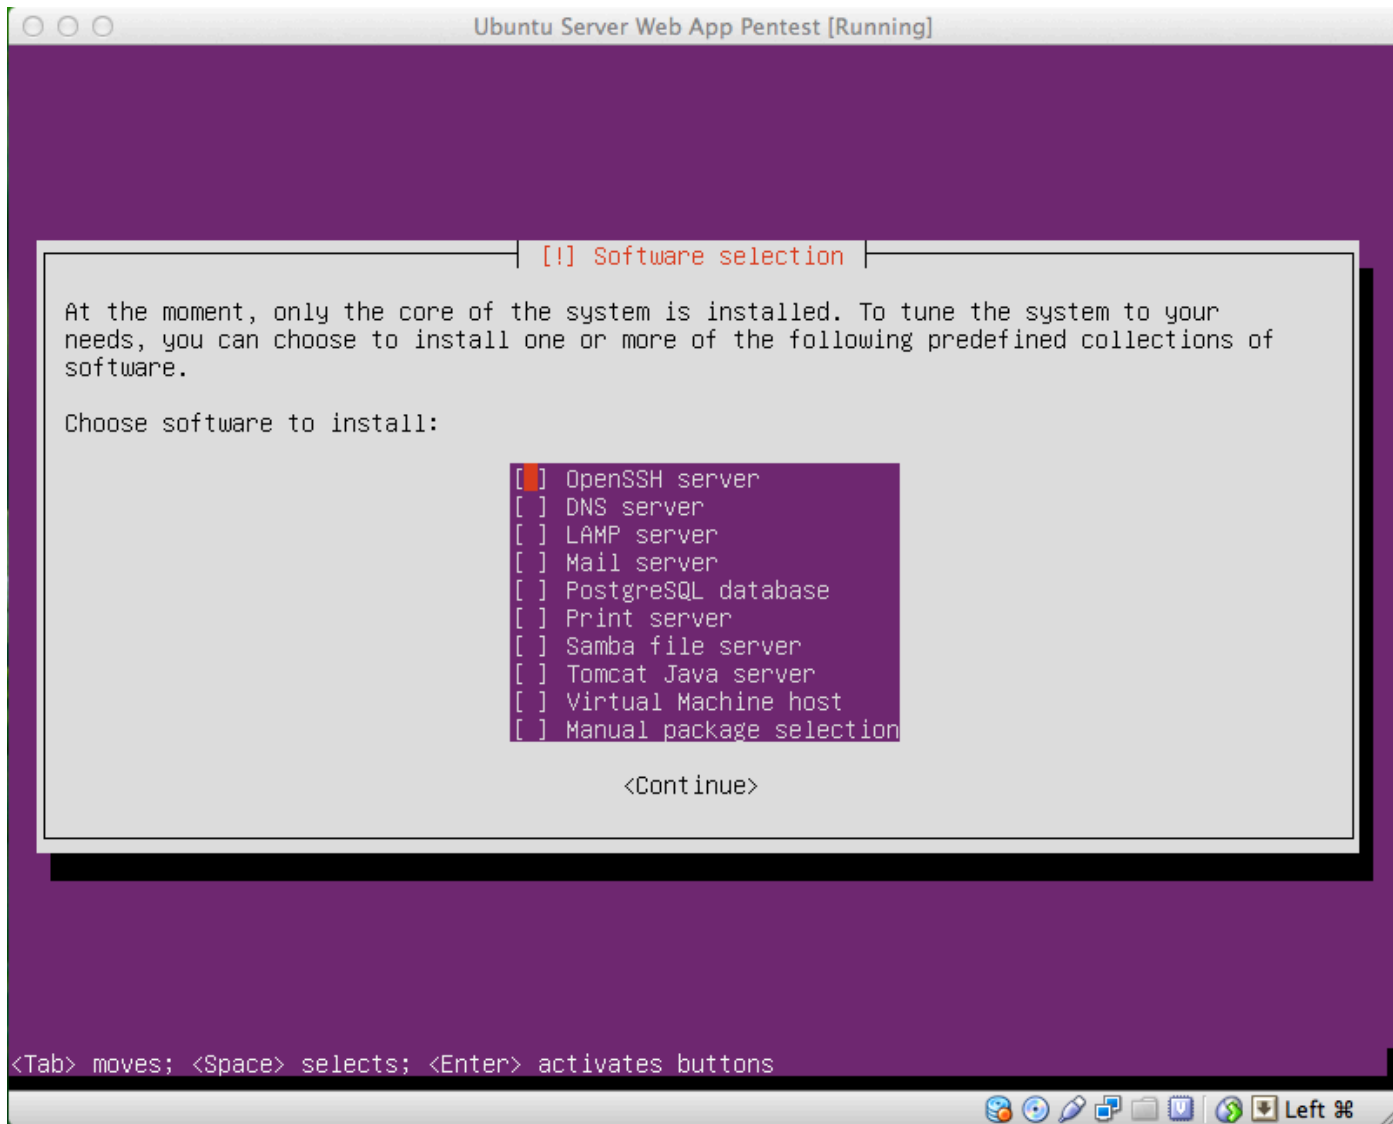 Ubuntu Server Web App Pentest [Running]
[!] Software selection
At the moment, only the core of the system is installed. To tune the system to your
needs, you can choose to install one or more of the following predefined collections of
software.
Choose software to install:
[ ] OpenSSH server
[ ] DNS server
[ ] LAMP server
[ ] Mail server
[ ] PostgreSQL database
[ ] Print server
[ ] Samba file server
[ ] Tomcat Java server
[ ] Virtual Machine host
[ ] Manual package selection
<Continue>
<Tab> moves; <Space> selects; <Enter> activates buttons
Left ⌘